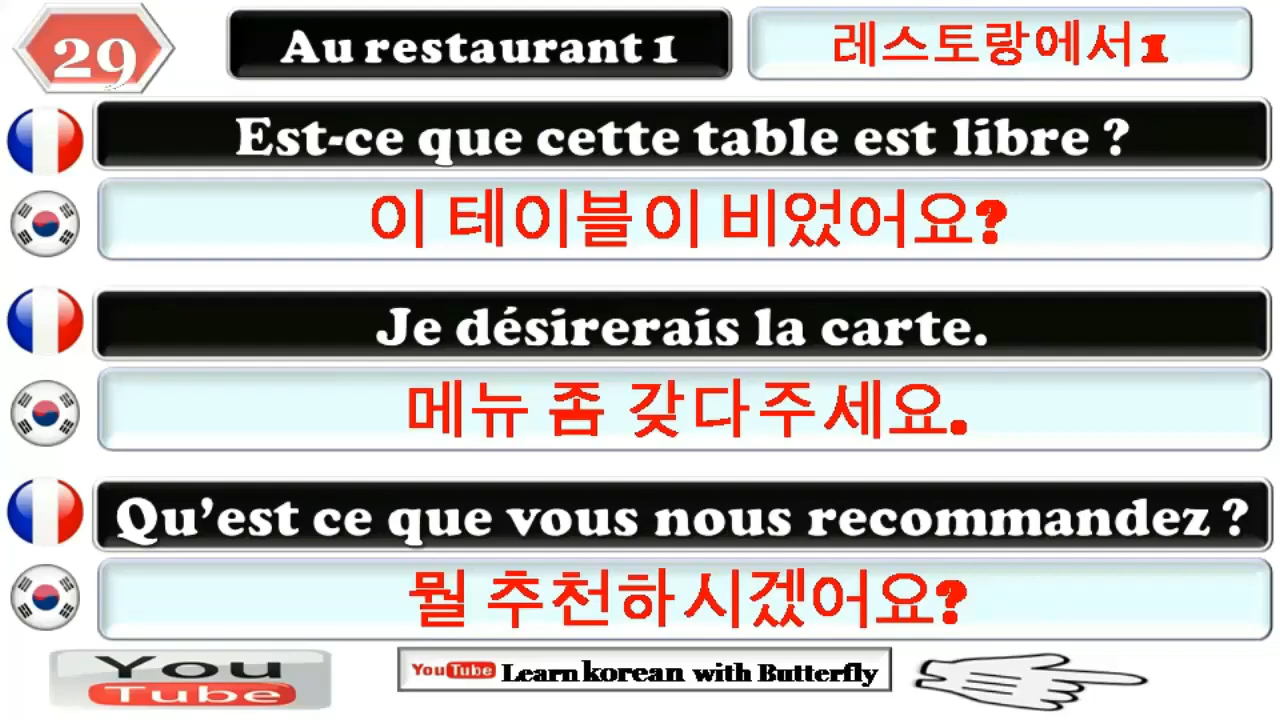 29
Au restaurant 1
레스토랑에서 1
Est-ce que cette table est libre ?
이 테이블이 비었어요?
Je désirerais la carte.
메뉴 좀 갖다주세요.
Qu’est ce que vous nous recommandez ?
뭘 추천하시겠어요?
You Tube
YouTube Learn korean with Butterfly